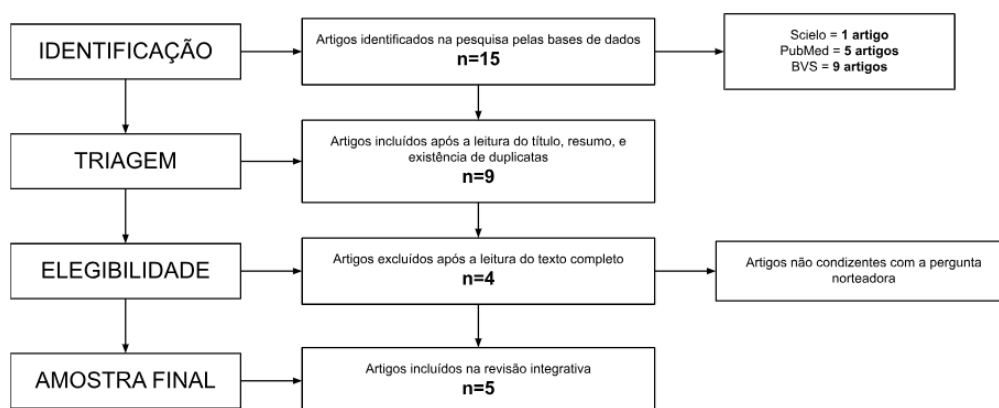 IDENTIFICAÇÃO
Artigos identificados na pesquisa pelas bases de dados
n=15
Scielo = 1 artigo
PubMed = 5 artigos
BVS = 9 artigos
TRIAGEM
Artigos incluídos após a leitura do título, resumo, e
existência de duplicatas
n=9
ELEGIBILIDADE
Artigos excluídos após a leitura do texto completo
n=4
Artigos não condizentes com a pergunta
norteadora
AMOSTRA FINAL
Artigos incluídos na revisão integrativa
n=5